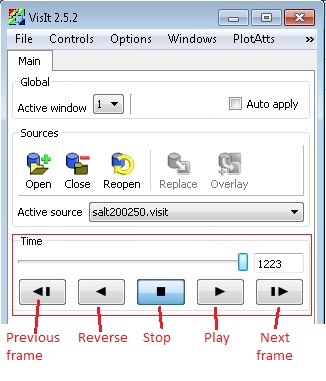 VisIt 2.5.2
File Controls Options Windows PlotAtts »
Main
Global
Active window 1 Auto apply
Sources
Open Close Reopen Replace Overlay
Active source salt200250.visit
Time
1223
Previous frame Reverse Stop Play Next frame